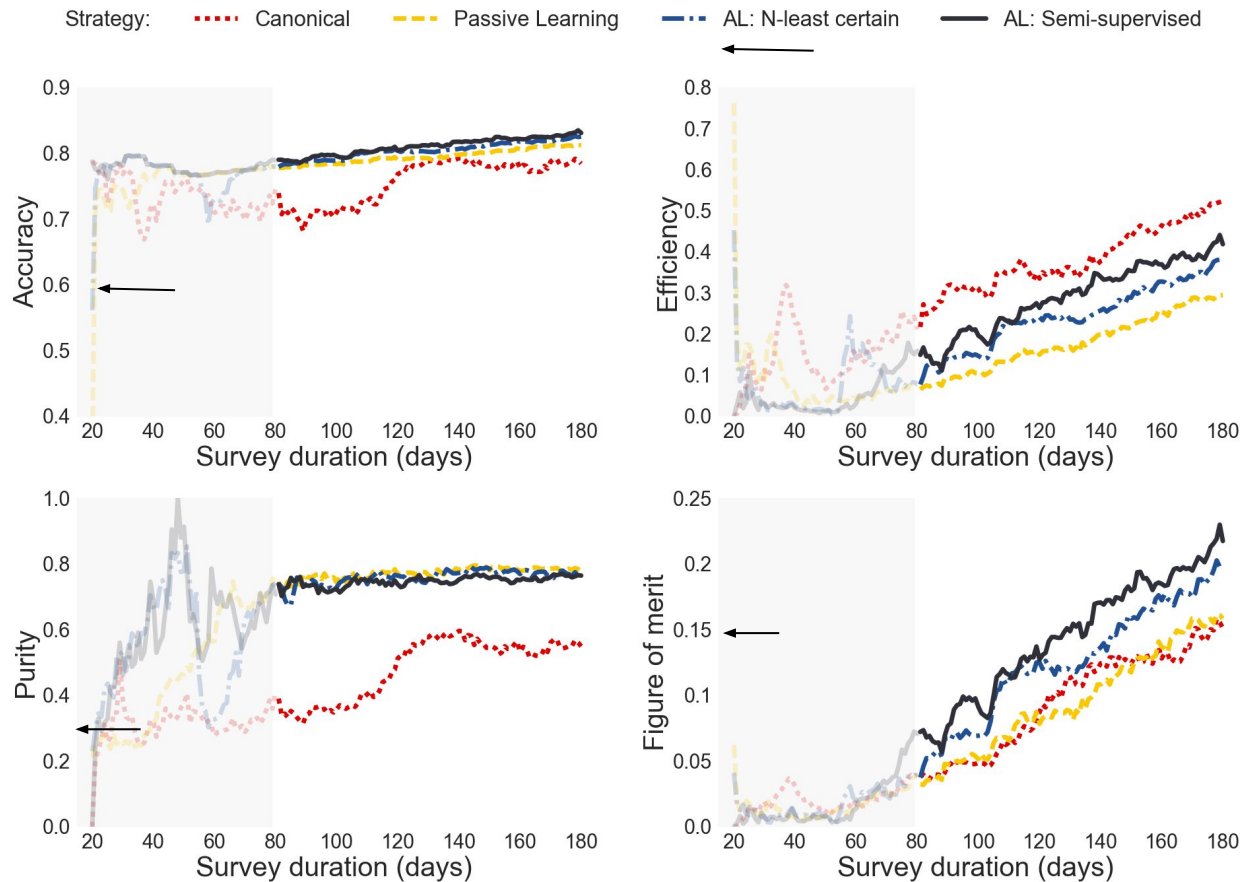 Strategy: Canonical Passive Learning AL: N-least certain AL: Semi-supervised
0.9
0.8
0.7
0.6
0.5
0.4
Accuracy
20 40 60 80 100 120 140 160 180
Survey duration (days)
0.8
0.7
0.6
0.5
0.4
0.3
0.2
0.1
0.0
Efficiency
20 40 60 80 100 120 140 160 180
Survey duration (days)
1.0
0.8
0.6
0.4
0.2
0.0
Purity
20 40 60 80 100 120 140 160 180
Survey duration (days)
0.25
0.20
0.15
0.10
0.05
0.0
Figure of merit
20 40 60 80 100 120 140 160 180
Survey duration (days)